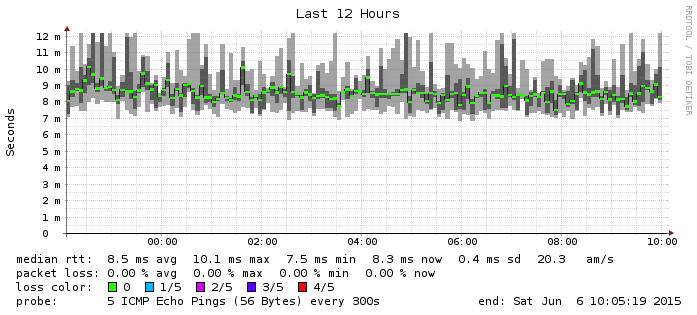 Last 12 Hours
RRDTOOL / TOBI OETIKER
Seconds
12 m
11 m
10 m
9 m
8 m
7 m
6 m
5 m
4 m
3 m
2 m
1 m
0
00:00 02:00 04:00 06:00 08:00 10:00
median rtt: 8.5 ms avg 10.1 ms max 7.5 ms min 8.3 ms now 0.4 ms sd 20.3 am/s
packet loss: 0.00 % avg 0.00 % max 0.00 % min 0.00 % now
loss color: 0 1/5 2/5 3/5 4/5
probe: 5 ICMP Echo Pings (56 Bytes) every 300s end: Sat Jun 6 10:05:19 2015